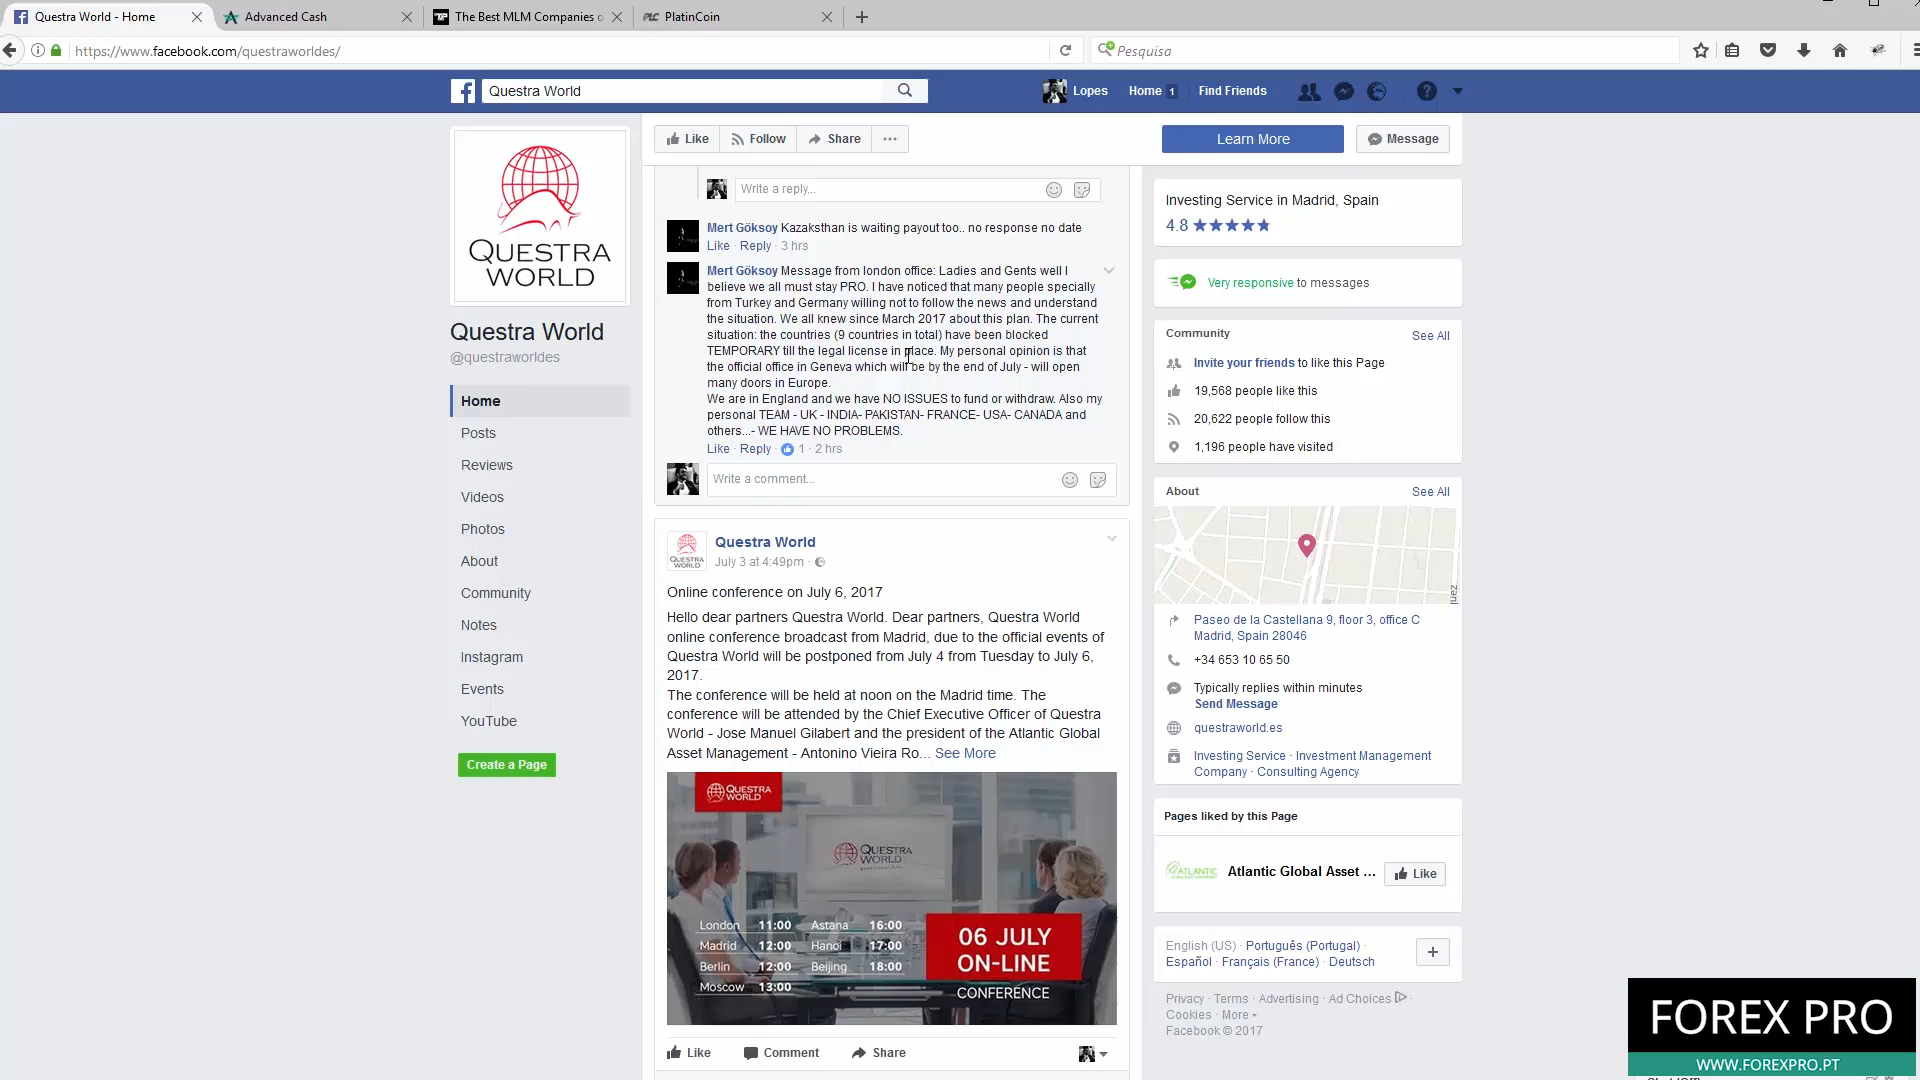 Questra World - Home
Advanced Cash
The Best MLM Companies o
PLC PlatinCoin
https://www.facebook.com/questraworldes/
Pesquisa
Questra World
Lopes
Home 1
Find Friends
Like
Follow
Share
Learn More
Message
QUESTRA
WORLD
Questra World
@questraworldes
Home
Posts
Reviews
Videos
Photos
About
Community
Notes
Instagram
Events
YouTube
Create a Page
Write a reply...
Mert Göksoy Kazaksthan is waiting payout too.. no response no date
Like · Reply · 3 hrs
Mert Göksoy Message from london office: Ladies and Gents well I
believe we all must stay PRO. I have noticed that many people specially
from Turkey and Germany willing not to follow the news and understand
the situation. We all knew since March 2017 about this plan. The current
situation: the countries (9 countries in total) have been blocked
TEMPORARY till the legal license in place. My personal opinion is that
the official office in Geneva which will be by the end of July - will open
many doors in Europe.
We are in England and we have NO ISSUES to fund or withdraw. Also my
personal TEAM - UK - INDIA- PAKISTAN- FRANCE- USA- CANADA and
others...- WE HAVE NO PROBLEMS.
Like · Reply · 1 · 2 hrs
Write a comment...
QUESTRA
WORLD
Questra World
July 3 at 4:49pm ·
Online conference on July 6, 2017
Hello dear partners Questra World. Dear partners, Questra World
online conference broadcast from Madrid, due to the official events of
Questra World will be postponed from July 4 from Tuesday to July 6,
2017.
The conference will be held at noon on the Madrid time. The
conference will be attended by the Chief Executive Officer of Questra
World - Jose Manuel Gilabert and the president of the Atlantic Global
Asset Management - Antonino Vieira Ro... See More
QUESTRA
WORLD
QUESTRA
WORLD
London 11:00 Astana 16:00
Madrid 12:00 Hanoi 17:00
Berlin 12:00 Beijing 18:00
Moscow 13:00
06 JULY
ON-LINE
CONFERENCE
Like
Comment
Share
Investing Service in Madrid, Spain
4.8
Very responsive to messages
Community
See All
Invite your friends to like this Page
19,568 people like this
20,622 people follow this
1,196 people have visited
About
See All
Paseo de la Castellana 9, floor 3, office C
Madrid, Spain 28046
+34 653 10 65 50
Typically replies within minutes
Send Message
questraworld.es
Investing Service · Investment Management
Company · Consulting Agency
Pages liked by this Page
ATLANTIC
Atlantic Global Asset ...
Like
English (US) · Português (Portugal) ·
Español · Français (France) · Deutsch
Privacy · Terms · Advertising · Ad Choices ·
Cookies · More
Facebook © 2017
FOREX PRO
WWW.FOREXPRO.PT